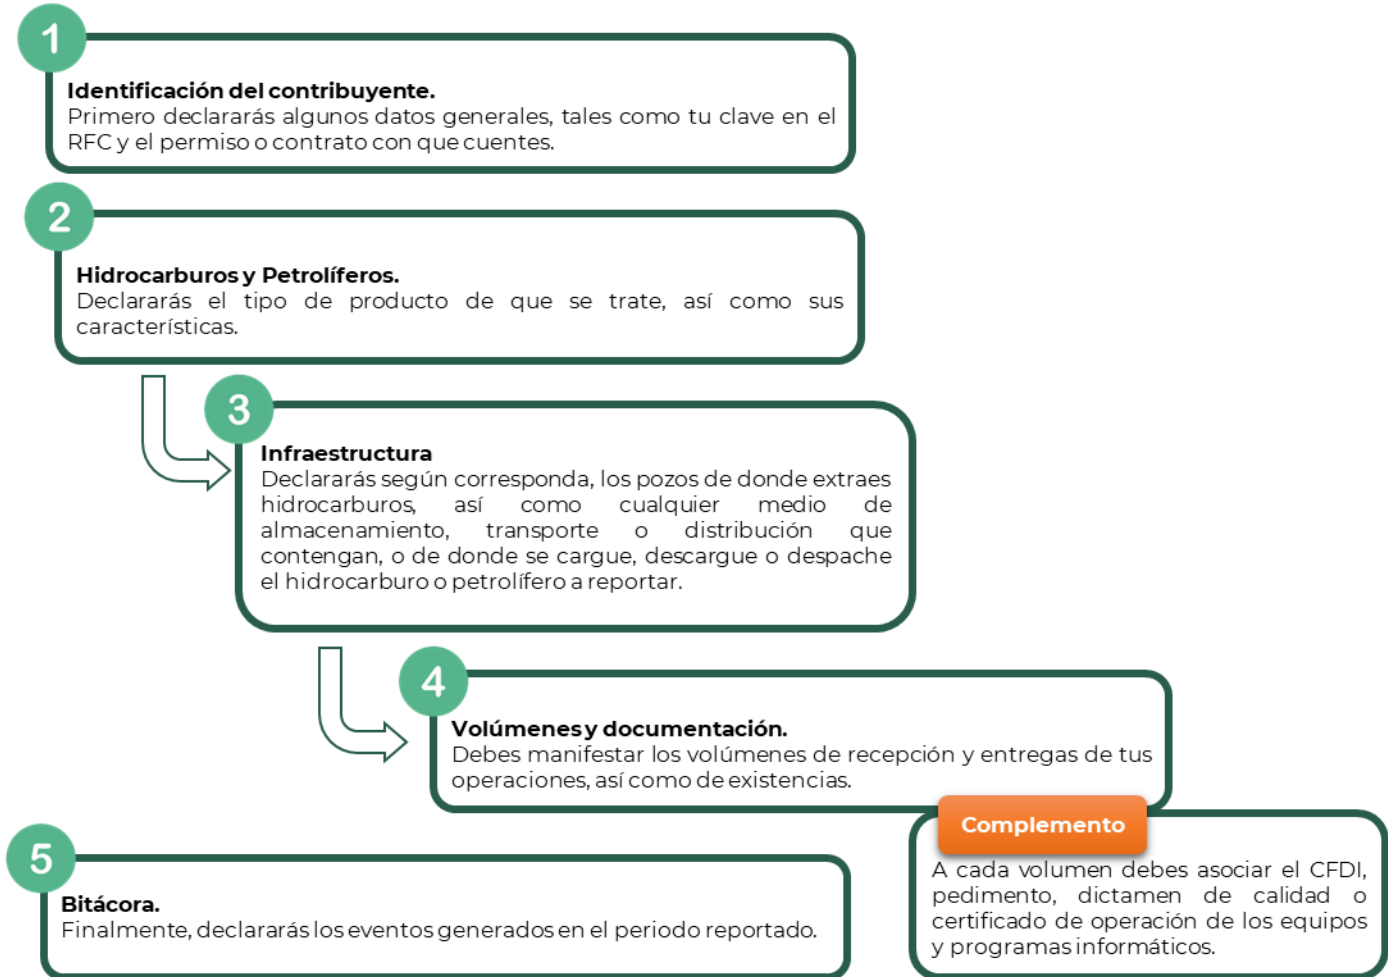 1
Identificación del contribuyente.
Primero declararás algunos datos generales, tales como tu clave en el
RFC y el permiso o contrato con que cuentes.
2
Hidrocarburos y Petrolíferos.
Declararás el tipo de producto de que se trate, así como sus
características.
3
Infraestructura
Declararás según corresponda, los pozos de donde extraes
hidrocarburos, así como cualquier medio de
almacenamiento, transporte o distribución que
contengan, o de donde se cargue, descargue o despache
el hidrocarburo o petrolífero a reportar.
4
Volúmenes y documentación.
Debes manifestar los volúmenes de recepción y entregas de tus
operaciones, así como de existencias.
Complemento
A cada volumen debes asociar el CFDI,
pedimento, dictamen de calidad o
certificado de operación de los equipos
y programas informáticos.
5
Bitácora.
Finalmente, declararás los eventos generados en el periodo reportado.